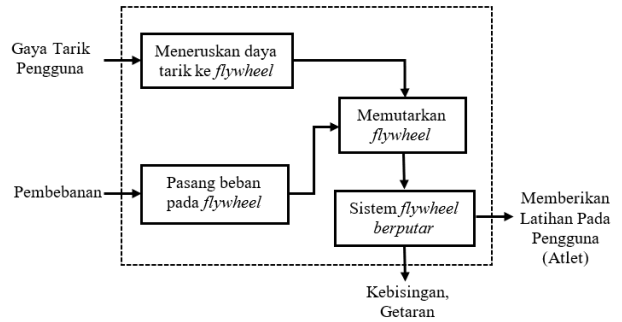 Gaya Tarik
Pengguna
Meneruskan daya
tarik ke flywheel
Memutarkan
flywheel
Pembebanan
Pasang beban
pada flywheel
Sistem flywheel
berputar
Memberikan
Latihan Pada
Pengguna
(Atlet)
Kebisingan,
Getaran